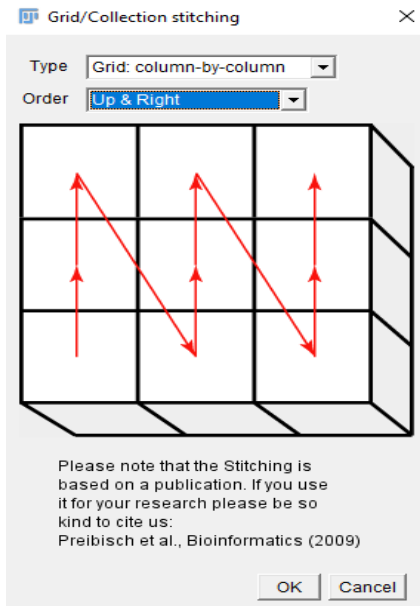 Grid/Collection stitching
Type Grid: column-by-column
Order Up & Right
Please note that the Stitching is
based on a publication. If you use
it for your research please be so
kind to cite us:
Preibisch et al., Bioinformatics (2009)
OK Cancel